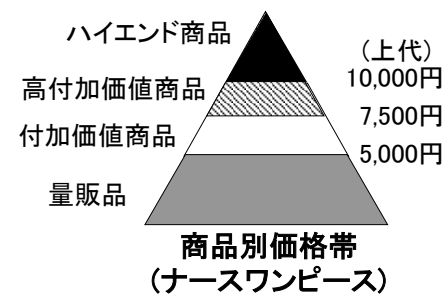 ハイエンド商品
(上代)
10,000円
高付加価値商品
7,500円
付加価値商品
5,000円
量販品
商品別価格帯
(ナースワンピース)